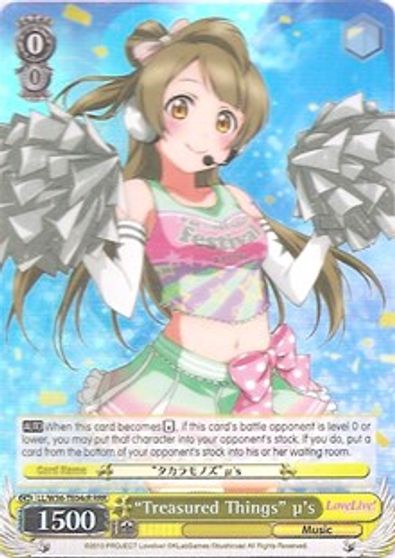 0
0
Festival
AUTO When this card becomes , if this card's battle opponent is level 0 or lower, you may put that character into your opponent's stock. If you do, put a card from the bottom of your opponent's stock into his or her waiting room.
Card Name
"タカラモノズ" μ's
"Treasured Things" μ's
LoveLive!
1500
Music